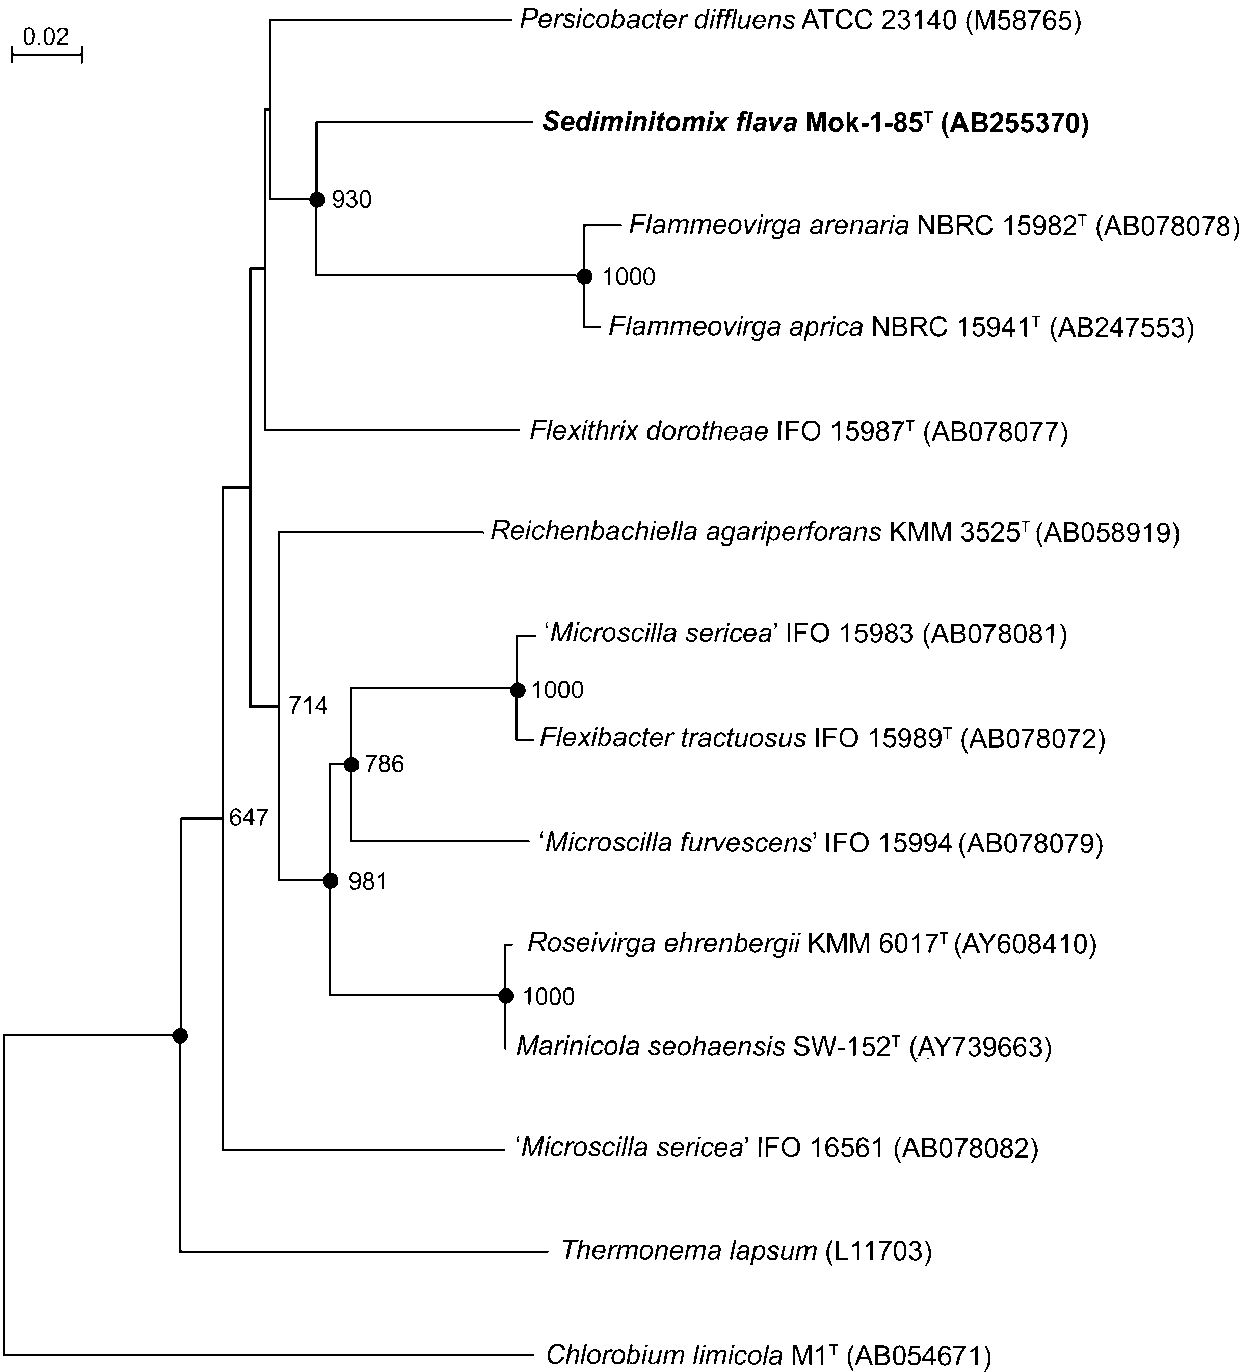 Persicobacter diffluens ATCC 23140 (M58765)
0.02
Sediminitomix flava Mok-1-85ᵀ (AB255370)
930
Flammeovirga arenaria NBRC 15982ᵀ (AB078078)
1000
Flammeovirga aprica NBRC 15941ᵀ (AB247553)
Flexithrix dorotheae IFO 15987ᵀ (AB078077)
Reichenbachiella agariperforans KMM 3525ᵀ (AB058919)
‘Microscilla sericea’ IFO 15983 (AB078081)
1000
714
Flexibacter tractuosus IFO 15989ᵀ (AB078072)
786
647
‘Microscilla furvescens’ IFO 15994 (AB078079)
981
Roseivirga ehrenbergii KMM 6017ᵀ (AY608410)
1000
Marinicola seohaensis SW-152ᵀ (AY739663)
‘Microscilla sericea’ IFO 16561 (AB078082)
Thermonema lapsum (L11703)
Chlorobium limicola M1ᵀ (AB054671)